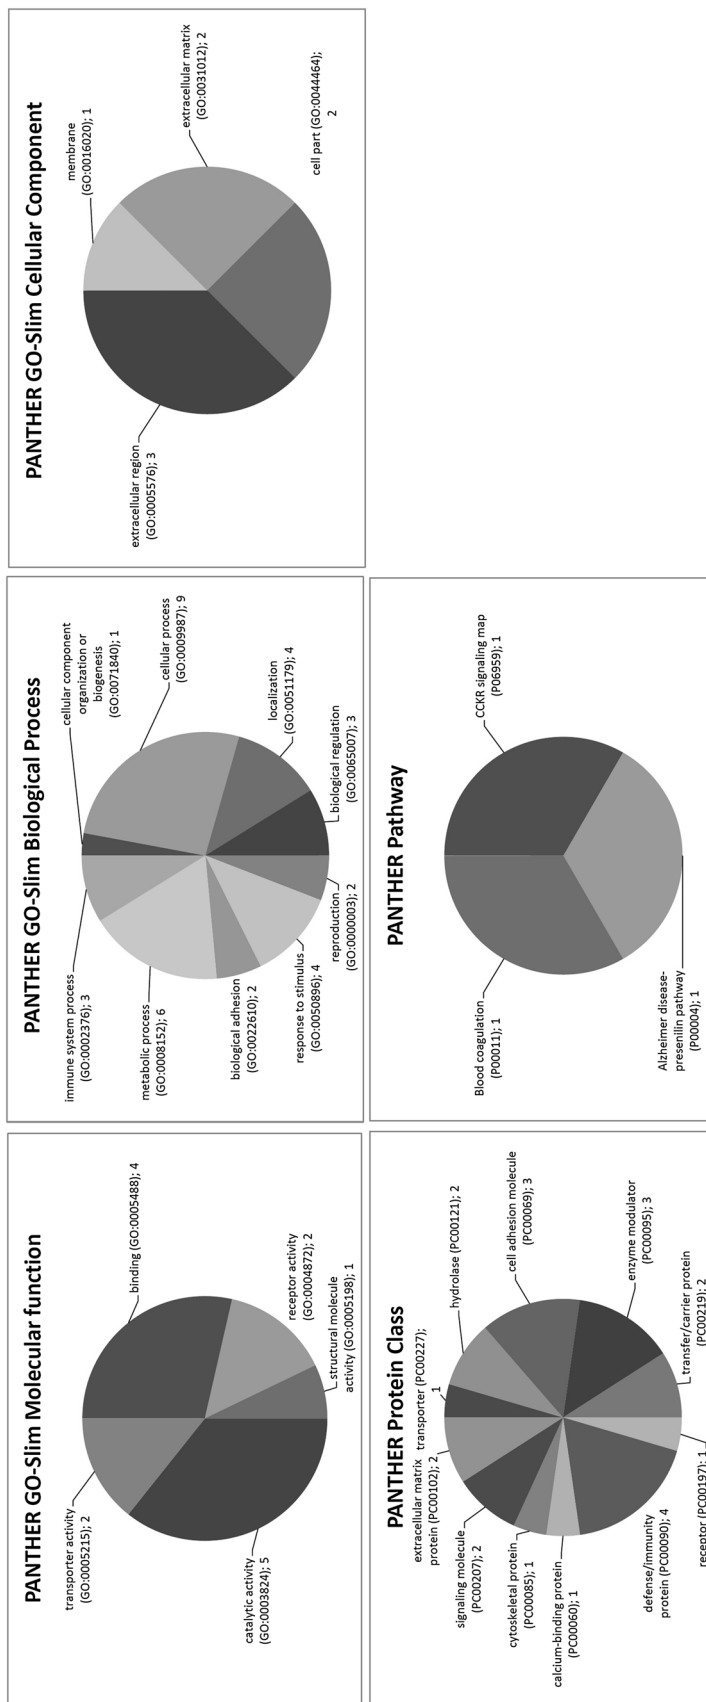 PANTHER GO-Slim Molecular function
transporter activity
(GO:0005215); 2
binding (GO:0005488); 4
receptor activity
(GO:0004872); 2
structural molecule
activity (GO:0005198); 1
catalytic activity
(GO:0003824); 5
PANTHER GO-Slim Biological Process
immune system process
(GO:0002376); 3
cellular component
organization or
biogenesis
(GO:0071840); 1
cellular process
(GO:0009987); 9
localization
(GO:0051179); 4
biological regulation
(GO:0065007); 3
reproduction
(GO:0000003); 2
response to stimulus
(GO:0050896); 4
biological adhesion
(GO:0022610); 2
metabolic process
(GO:0008152); 6
PANTHER GO-Slim Cellular Component
membrane
(GO:0016020); 1
extracellular matrix
(GO:0031012); 2
cell part (GO:0044464);
2
extracellular region
(GO:0005576); 3
PANTHER Protein Class
extracellular matrix
protein (PC00102); 2
transporter (PC00227);
1
hydrolase (PC00121); 2
cell adhesion molecule
(PC00069); 3
enzyme modulator
(PC00095); 3
transfer/carrier protein
(PC00219); 2
receptor (PC00197); 1
defense/immunity
protein (PC00090); 4
calcium-binding protein
(PC00060); 1
cytoskeletal protein
(PC00085); 1
signaling molecule
(PC00207); 2
PANTHER Pathway
Blood coagulation
(P00011); 1
CCKR signaling map
(P06959); 1
Alzheimer disease-
presenilin pathway
(P00004); 1